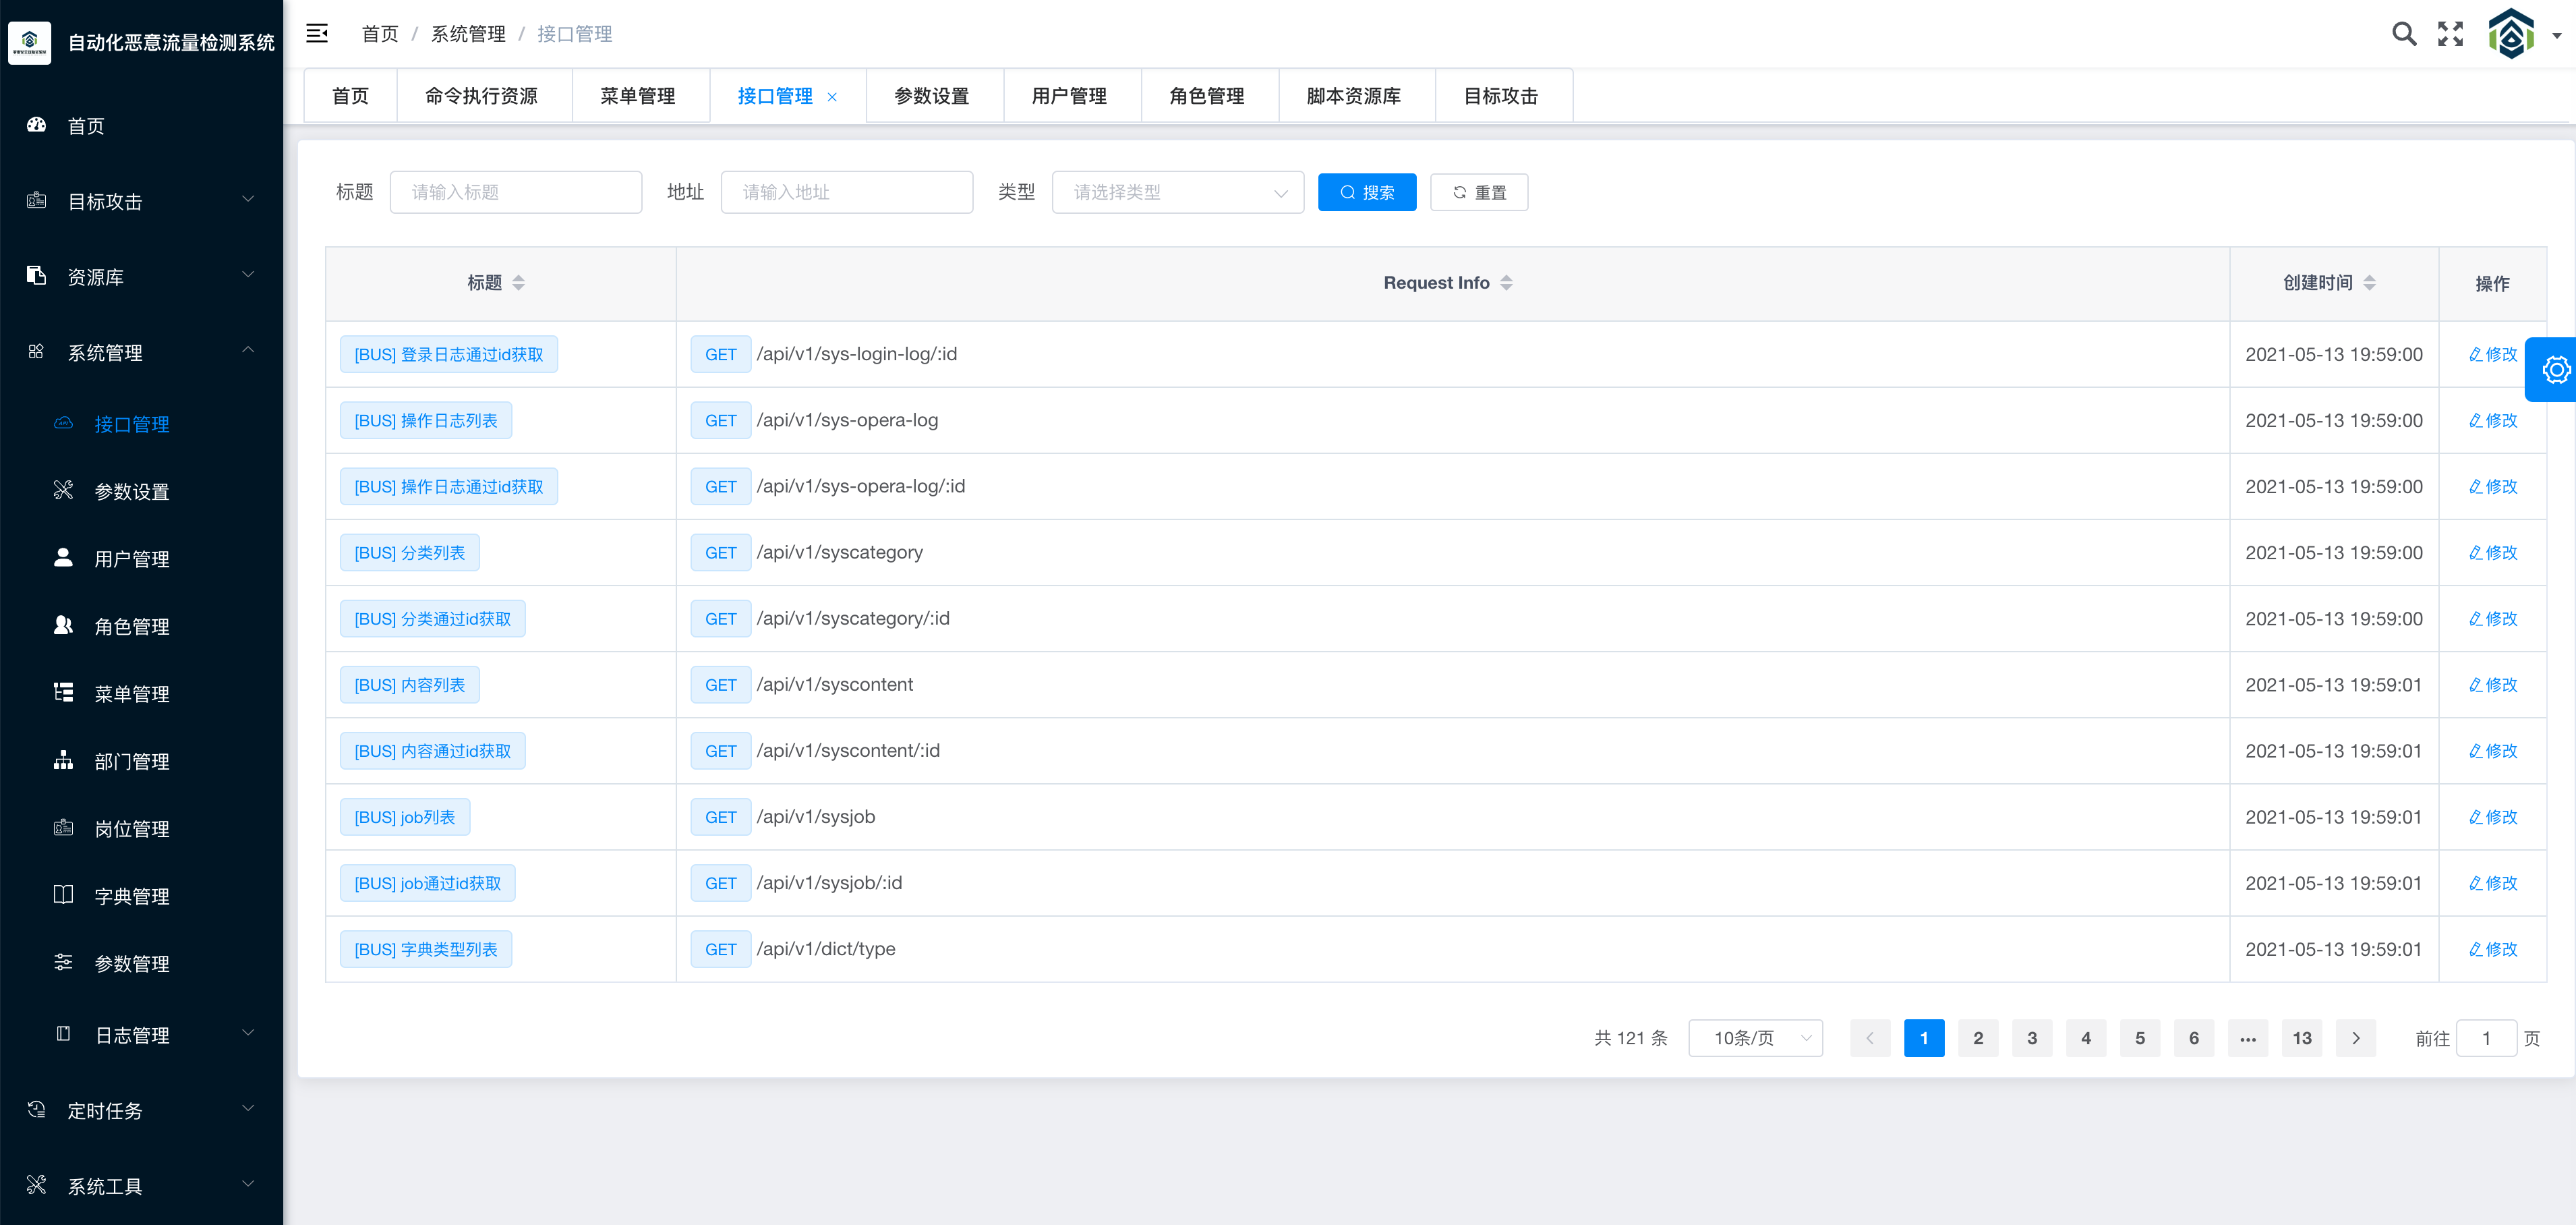 自动化恶意流量检测系统
首页
目标攻击
资源库
系统管理
接口管理
参数设置
用户管理
角色管理
菜单管理
部门管理
岗位管理
字典管理
参数管理
日志管理
定时任务
系统工具
首页 / 系统管理 / 接口管理
首页 命令执行资源 菜单管理 接口管理 × 参数设置 用户管理 角色管理 脚本资源库 目标攻击
标题 请输入标题 地址 请输入地址 类型 请选择类型 搜索 重置
标题 Request Info 创建时间 操作
[BUS] 登录日志通过id获取 GET /api/v1/sys-login-log/:id 2021-05-13 19:59:00 修改
[BUS] 操作日志列表 GET /api/v1/sys-opera-log 2021-05-13 19:59:00 修改
[BUS] 操作日志通过id获取 GET /api/v1/sys-opera-log/:id 2021-05-13 19:59:00 修改
[BUS] 分类列表 GET /api/v1/syscategory 2021-05-13 19:59:00 修改
[BUS] 分类通过id获取 GET /api/v1/syscategory/:id 2021-05-13 19:59:00 修改
[BUS] 内容列表 GET /api/v1/syscontent 2021-05-13 19:59:01 修改
[BUS] 内容通过id获取 GET /api/v1/syscontent/:id 2021-05-13 19:59:01 修改
[BUS] job列表 GET /api/v1/sysjob 2021-05-13 19:59:01 修改
[BUS] job通过id获取 GET /api/v1/sysjob/:id 2021-05-13 19:59:01 修改
[BUS] 字典类型列表 GET /api/v1/dict/type 2021-05-13 19:59:01 修改
共 121 条 10条/页 1 2 3 4 5 6 ... 13 前往 1 页